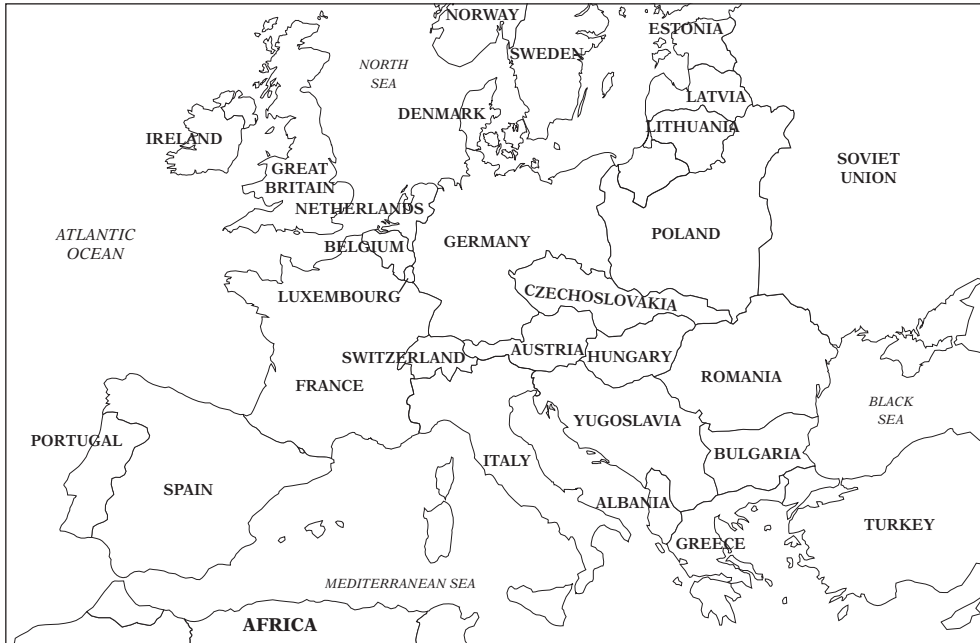 NORWAY
ESTONIA
SWEDEN
NORTH
SEA
LATVIA
DENMARK
LITHUANIA
IRELAND
SOVIET
UNION
GREAT
BRITAIN
NETHERLANDS
ATLANTIC
OCEAN
BELGIUM
GERMANY
POLAND
LUXEMBOURG
CZECHOSLOVAKIA
SWITZERLAND
AUSTRIA
HUNGARY
FRANCE
ROMANIA
BLACK
SEA
YUGOSLAVIA
PORTUGAL
ITALY
BULGARIA
SPAIN
ALBANIA
TURKEY
GREECE
MEDITERRANEAN SEA
AFRICA